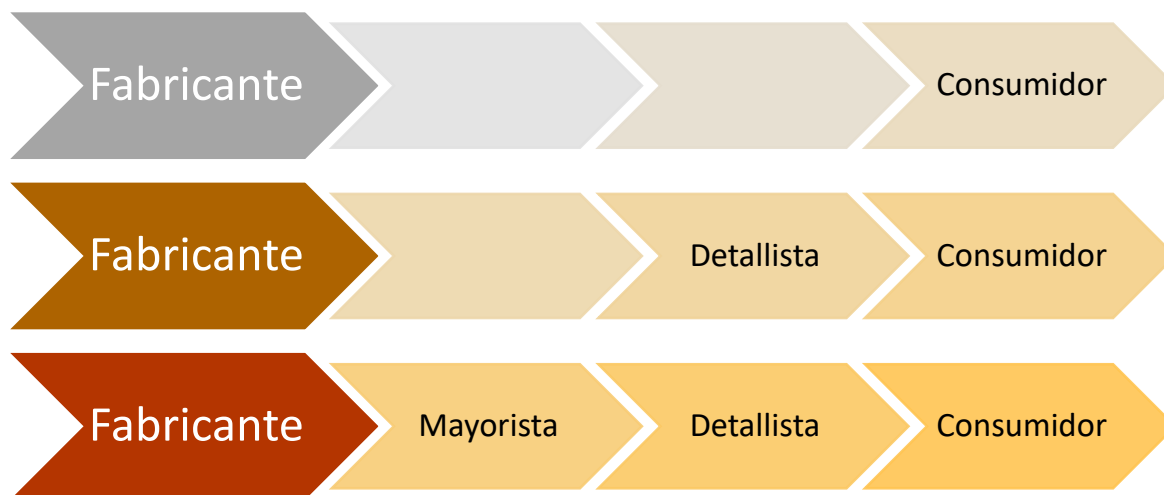 Fabricante
Consumidor
Fabricante
Detallista
Consumidor
Fabricante
Mayorista
Detallista
Consumidor